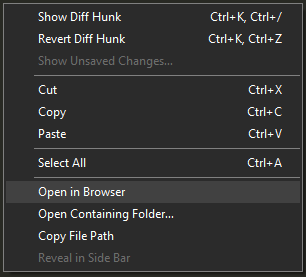 Show Diff Hunk Ctrl+K, Ctrl+/
Revert Diff Hunk Ctrl+K, Ctrl+Z
Show Unsaved Changes...
Cut Ctrl+X
Copy Ctrl+C
Paste Ctrl+V
Select All Ctrl+A
Open in Browser
Open Containing Folder...
Copy File Path
Reveal in Side Bar